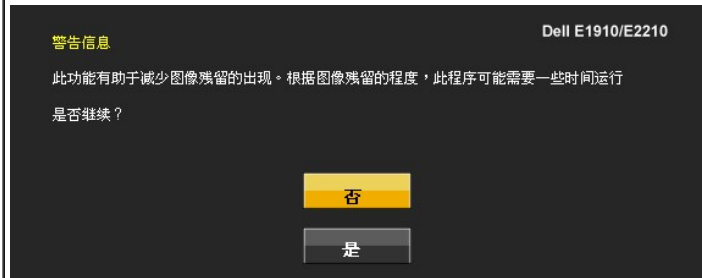 Dell E1910/E2210
警告信息
此功能有助于减少图像残留的出现。根据图像残留的程度，此程序可能需要一些时间运行
是否继续？
否
是